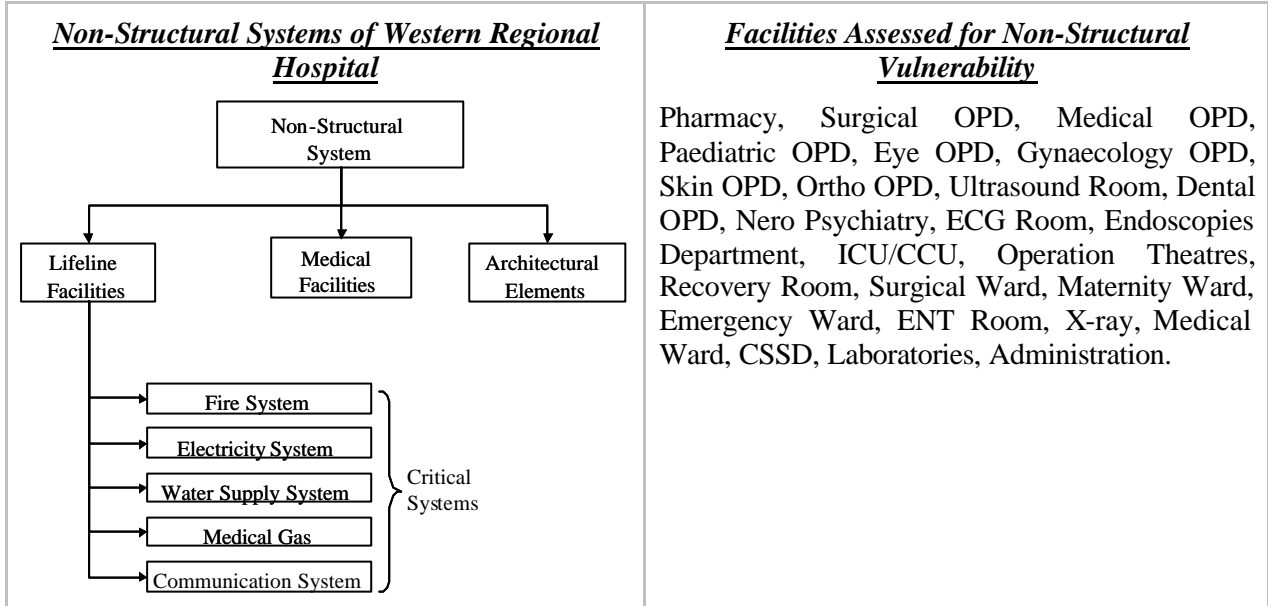 Non-Structural Systems of Western Regional
Hospital
Non-Structural
System
Lifeline
Facilities
Medical
Facilities
Architectural
Elements
Fire System
Electricity System
Water Supply System
Medical Gas
Communication System
Critical
Systems
Facilities Assessed for Non-Structural
Vulnerability
Pharmacy, Surgical OPD, Medical OPD,
Paediatric OPD, Eye OPD, Gynaecology OPD,
Skin OPD, Ortho OPD, Ultrasound Room, Dental
OPD, Nero Psychiatry, ECG Room, Endoscopies
Department, ICU/CCU, Operation Theatres,
Recovery Room, Surgical Ward, Maternity Ward,
Emergency Ward, ENT Room, X-ray, Medical
Ward, CSSD, Laboratories, Administration.